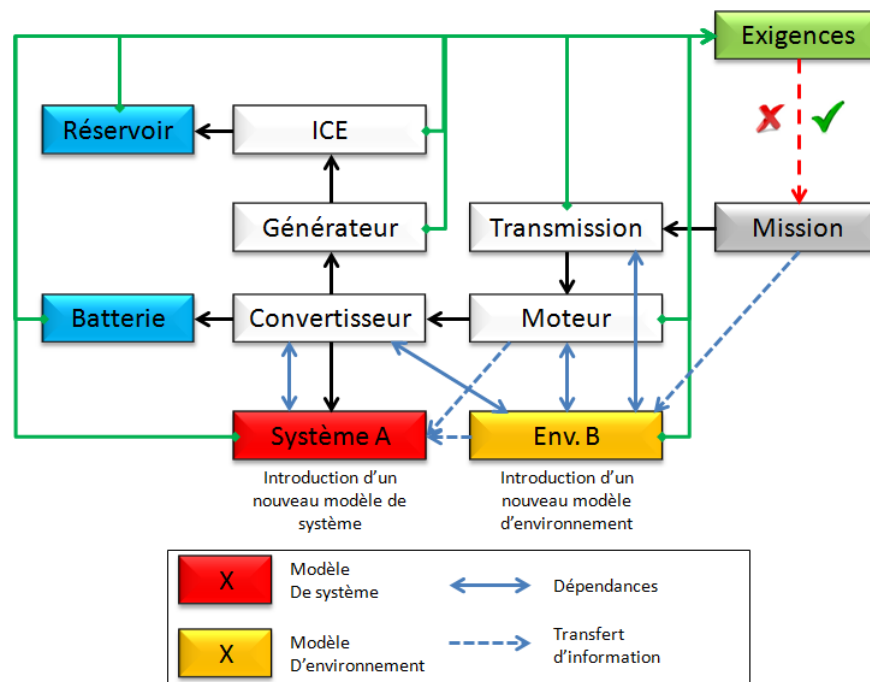 Exigences
Réservoir
ICE
Générateur
Transmission
Mission
Batterie
Convertisseur
Moteur
Système A
Env. B
Introduction d'un
nouveau modèle de
système
Introduction d'un
nouveau modèle
d'environnement
X
Modèle
De système
Dépendances
X
Modèle
D'environnement
Transfert
d'information